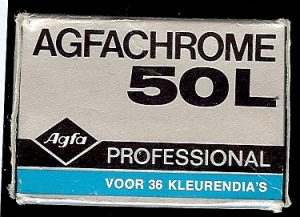 AGFACHROME
50L
Agfa
PROFESSIONAL
VOOR 36 KLEURENDIA'S